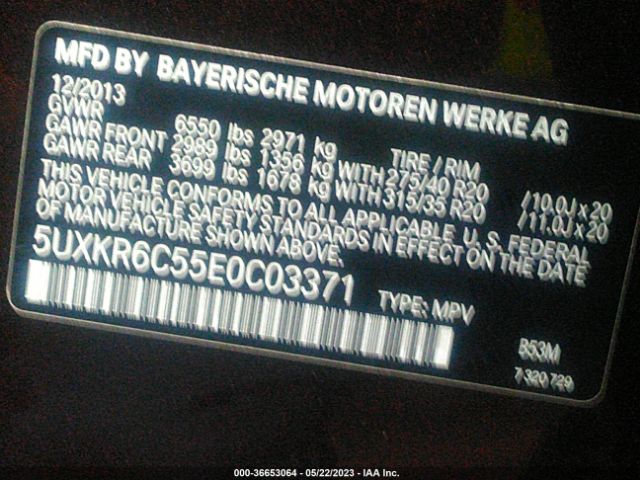 MFD BY BAYERISCHE MOTOREN WERKE AG
12/2013
GVWR 6550 lbs 2971 kg TIRE / RIM
GAWR FRONT 2989 lbs 1356 kg WITH 275/40 R20 /10.0J x 20
GAWR REAR 3699 lbs 1678 kg WITH 315/35 R20 /11.0J x 20
THIS VEHICLE CONFORMS TO ALL APPLICABLE U. S. FEDERAL
MOTOR VEHICLE SAFETY STANDARDS IN EFFECT ON THE DATE
OF MANUFACTURE SHOWN ABOVE.
5UXKR6C55E0C03371
TYPE: MPV
B53M
7 320 729
000-36653064 - 05/22/2023 - IAA Inc.